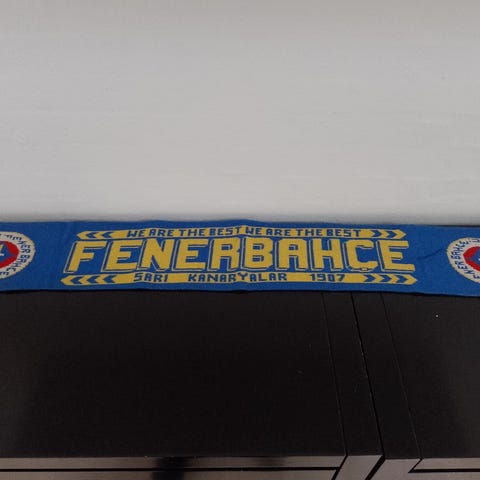 WE ARE THE BEST WE ARE THE BEST
FENERBAHÇE
SARI KANARYALAR 1907